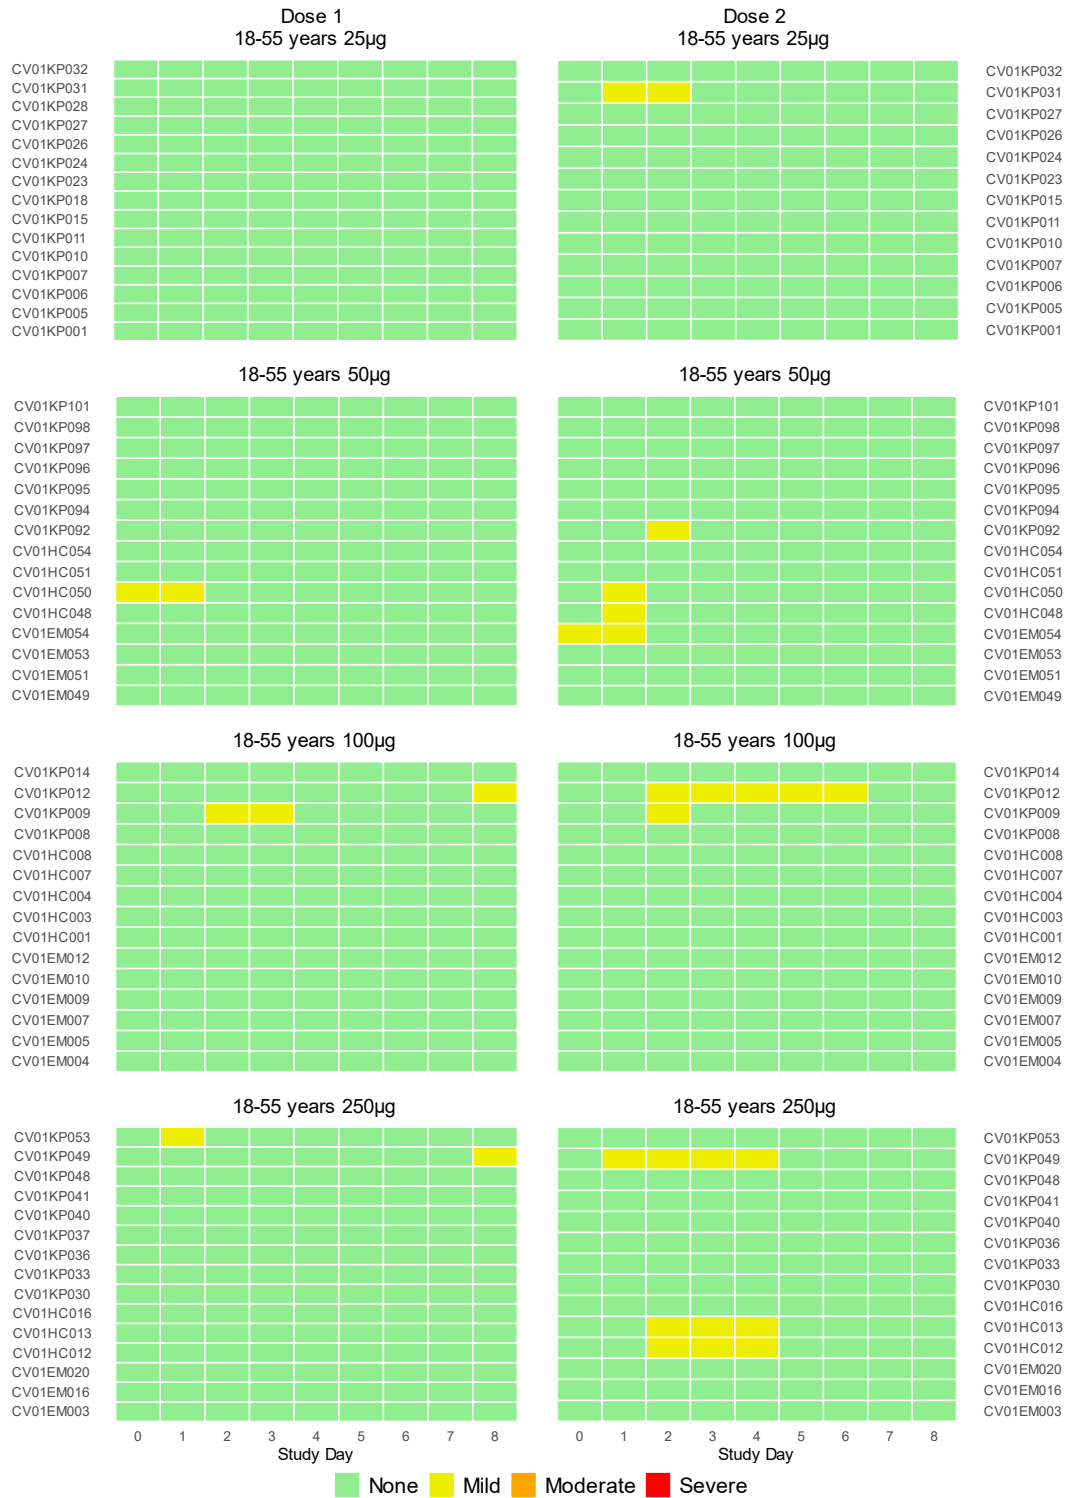 Dose 1
18-55 years 25µg
Dose 2
18-55 years 25µg
CV01KP032
CV01KP031
CV01KP028
CV01KP027
CV01KP026
CV01KP024
CV01KP023
CV01KP018
CV01KP015
CV01KP011
CV01KP010
CV01KP007
CV01KP006
CV01KP005
CV01KP001
CV01KP032
CV01KP031
CV01KP027
CV01KP026
CV01KP024
CV01KP023
CV01KP015
CV01KP011
CV01KP010
CV01KP007
CV01KP006
CV01KP005
CV01KP001
18-55 years 50µg
18-55 years 50µg
CV01KP101
CV01KP098
CV01KP097
CV01KP096
CV01KP095
CV01KP094
CV01KP092
CV01HC054
CV01HC051
CV01HC050
CV01HC048
CV01EM054
CV01EM053
CV01EM051
CV01EM049
CV01KP101
CV01KP098
CV01KP097
CV01KP096
CV01KP095
CV01KP094
CV01KP092
CV01HC054
CV01HC051
CV01HC050
CV01HC048
CV01EM054
CV01EM053
CV01EM051
CV01EM049
18-55 years 100µg
18-55 years 100µg
CV01KP014
CV01KP012
CV01KP009
CV01KP008
CV01HC008
CV01HC007
CV01HC004
CV01HC003
CV01HC001
CV01EM012
CV01EM010
CV01EM009
CV01EM007
CV01EM005
CV01EM004
CV01KP014
CV01KP012
CV01KP009
CV01KP008
CV01HC008
CV01HC007
CV01HC004
CV01HC003
CV01HC001
CV01EM012
CV01EM010
CV01EM009
CV01EM007
CV01EM005
CV01EM004
18-55 years 250µg
18-55 years 250µg
CV01KP053
CV01KP049
CV01KP048
CV01KP041
CV01KP040
CV01KP037
CV01KP036
CV01KP033
CV01KP030
CV01HC016
CV01HC013
CV01HC012
CV01EM020
CV01EM016
CV01EM003
CV01KP053
CV01KP049
CV01KP048
CV01KP041
CV01KP040
CV01KP036
CV01KP033
CV01KP030
CV01HC016
CV01HC013
CV01HC012
CV01EM020
CV01EM016
CV01EM003
0 1 2 3 4 5 6 7 8
Study Day
0 1 2 3 4 5 6 7 8
Study Day
None Mild Moderate Severe